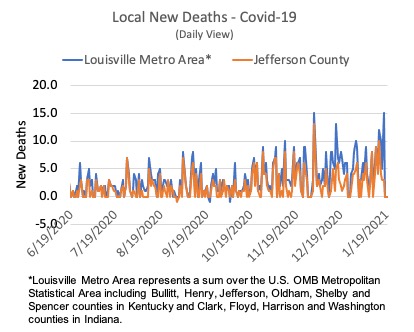 Local New Deaths - Covid-19
(Daily View)
Louisville Metro Area* Jefferson County
20.0
15.0
10.0
5.0
0.0
-5.0
New Deaths
6/19/2020
7/19/2020
8/19/2020
9/19/2020
10/19/2020
11/19/2020
12/19/2020
1/19/2021
*Louisville Metro Area represents a sum over the U.S. OMB Metropolitan
Statistical Area including Bullitt, Henry, Jefferson, Oldham, Shelby and
Spencer counties in Kentucky and Clark, Floyd, Harrison and Washington
counties in Indiana.